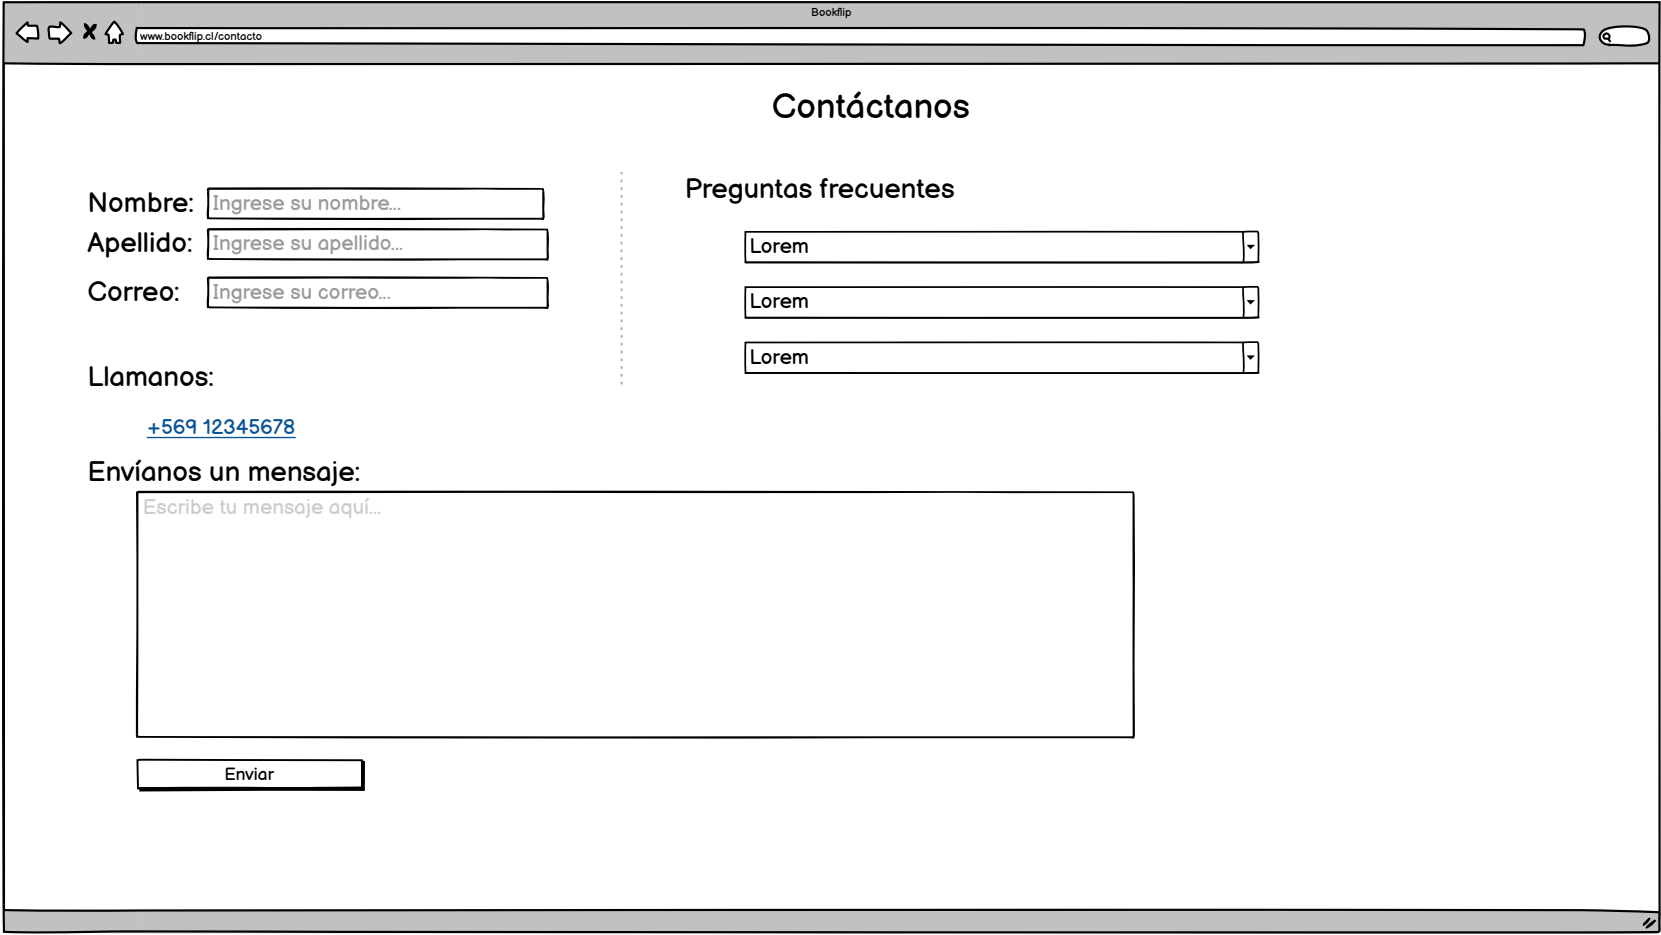 Bookflip
www.bookflip.cl/contacto
Contáctanos
Nombre: Ingrese su nombre...
Apellido: Ingrese su apellido...
Correo: Ingrese su correo...
Llamanos:
+569 12345678
Preguntas frecuentes
Lorem
Lorem
Lorem
Envíanos un mensaje:
Escribe tu mensaje aquí...
Enviar